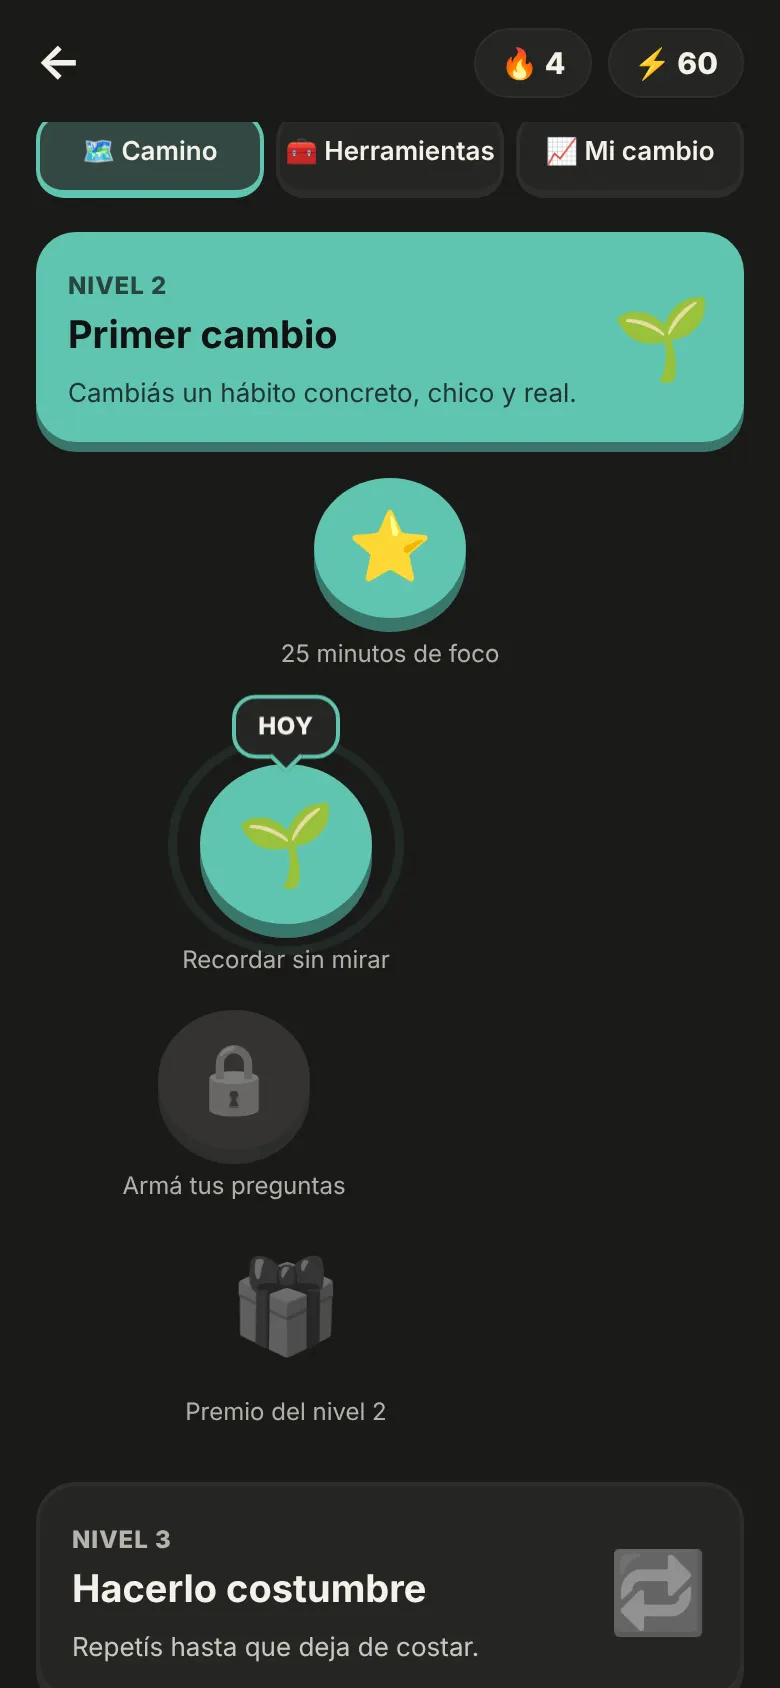 🔥 4 ⚡ 60
🗺️ Camino 🧰 Herramientas 📈 Mi cambio
NIVEL 2
Primer cambio
Cambiás un hábito concreto, chico y real.
25 minutos de foco
HOY
Recordar sin mirar
Armá tus preguntas
Premio del nivel 2
NIVEL 3
Hacerlo costumbre
Repetís hasta que deja de costar.